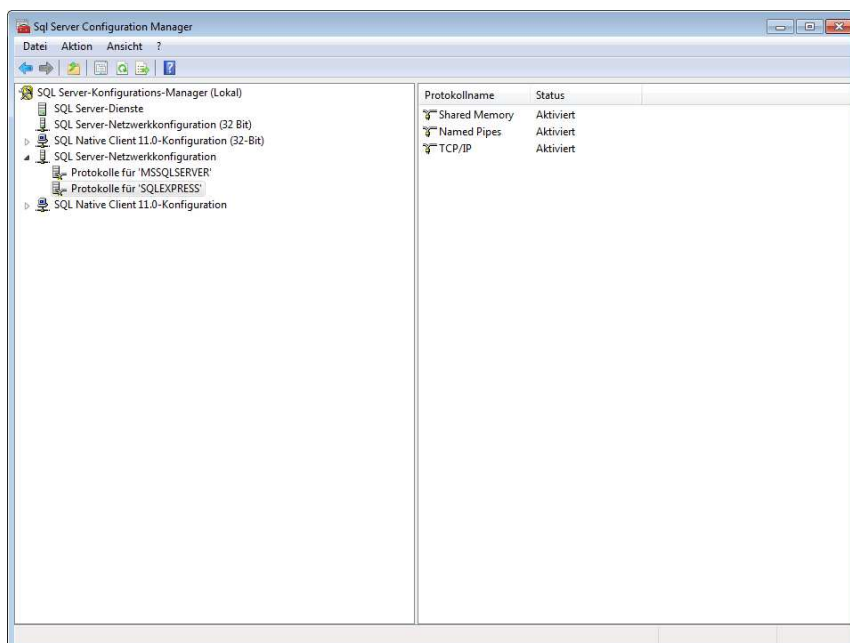 Sql Server Configuration Manager
Datei Aktion Ansicht ?
SQL Server-Konfigurations-Manager (Lokal)
SQL Server-Dienste
SQL Server-Netzwerkkonfiguration (32 Bit)
SQL Native Client 11.0-Konfiguration (32-Bit)
SQL Server-Netzwerkkonfiguration
Protokolle für 'MSSQLSERVER'
Protokolle für 'SQLEXPRESS'
SQL Native Client 11.0-Konfiguration
Protokollname Status
Shared Memory Aktiviert
Named Pipes Aktiviert
TCP/IP Aktiviert